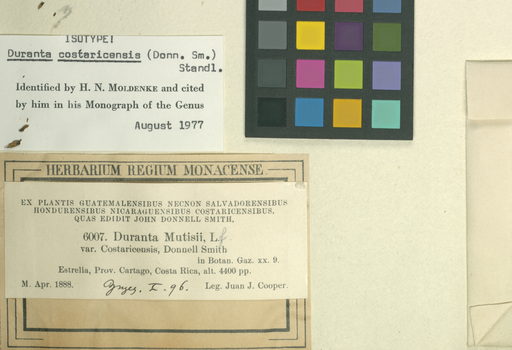 ISOTYPE!
Duranta costaricensis (Donn. Sm.)
Standl.
Identified by H. N. MOLDENKE and cited
by him in his Monograph of the Genus
August 1977
HERBARIUM REGIUM MONACENSE
EX PLANTIS GUATEMALENSIBUS NECNON SALVADORENSIBUS
HONDURENSIBUS NICARAGUENSIBUS COSTARICENSIBUS,
QUAS EDIDIT JOHN DONNELL SMITH,
6007. Duranta Mutisii, L.f.
var. Costaricensis, Donnell Smith
in Botan. Gaz. xx. 9.
Estrella, Prov. Cartago, Costa Rica, alt. 4400 pp.
M. Apr. 1888. X. 96. Leg. Juan J. Cooper.